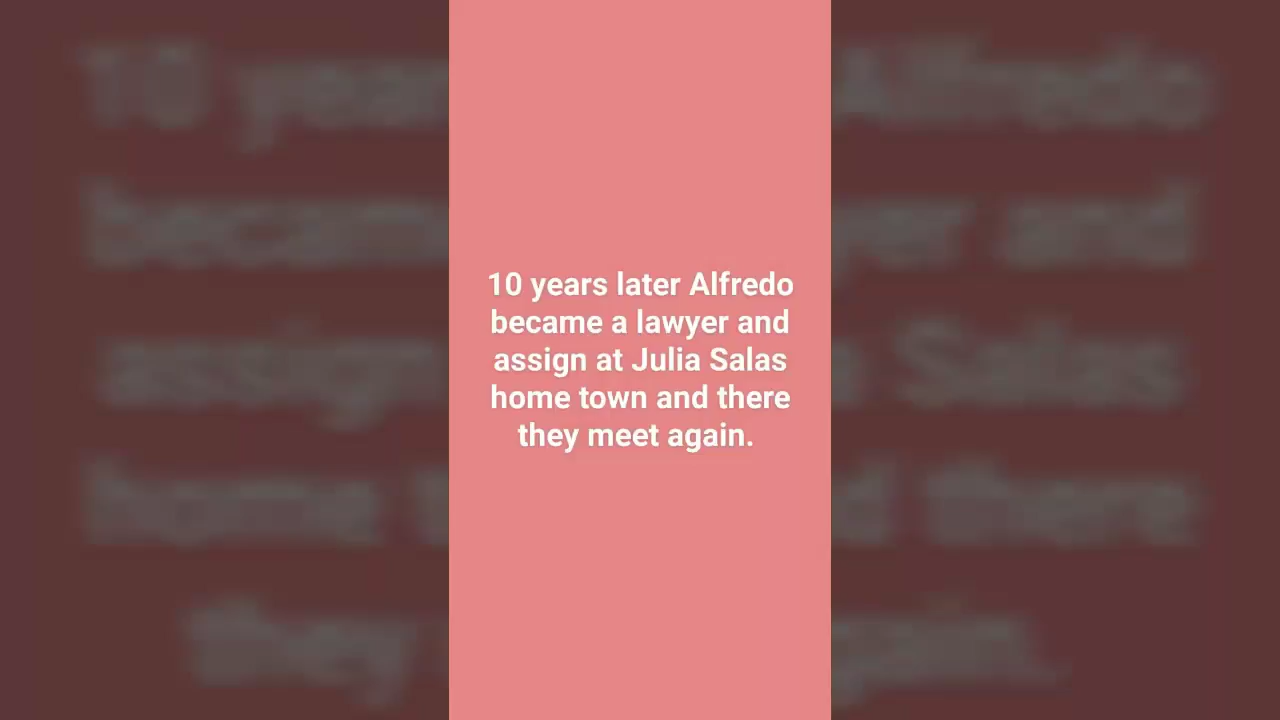 10 years later Alfredo
became a lawyer and
assign at Julia Salas
home town and there
they meet again.